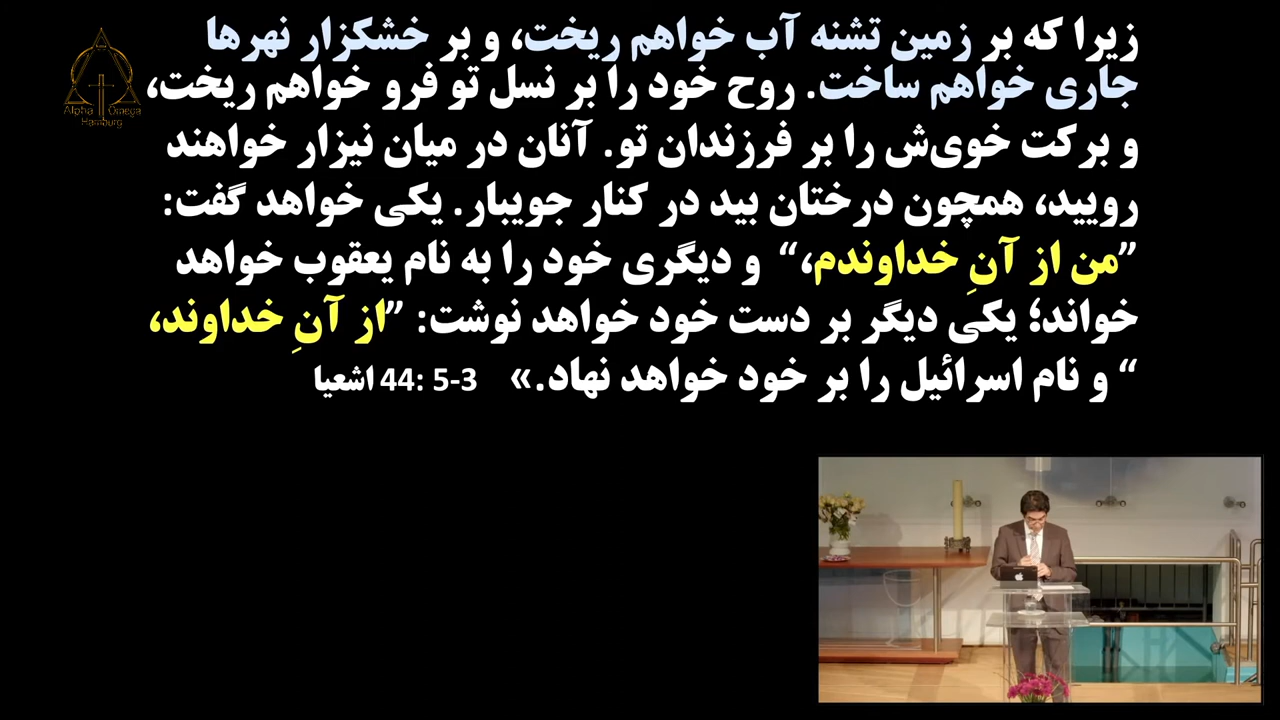 زیرا که بر زمین تشنه آب خواهم ریخت، و بر خشکزار نهرها
جاری خواهم ساخت. روح خود را بر نسل تو فرو خواهم ریخت،
و برکت خوی‌ش را بر فرزندان تو. آنان در میان نیزار خواهند
رویید، همچون درختان بید در کنار جویبار. یکی خواهد گفت:
”من از آنِ خداوندم،“ و دیگری خود را به نام یعقوب خواهد
خواند؛ یکی دیگر بر دست خود خواهد نوشت: ”از آنِ خداوند،
“ و نام اسرائیل را بر خود خواهد نهاد.» 44: 5-3 اشعیا
Alpha Omega
Hamburg